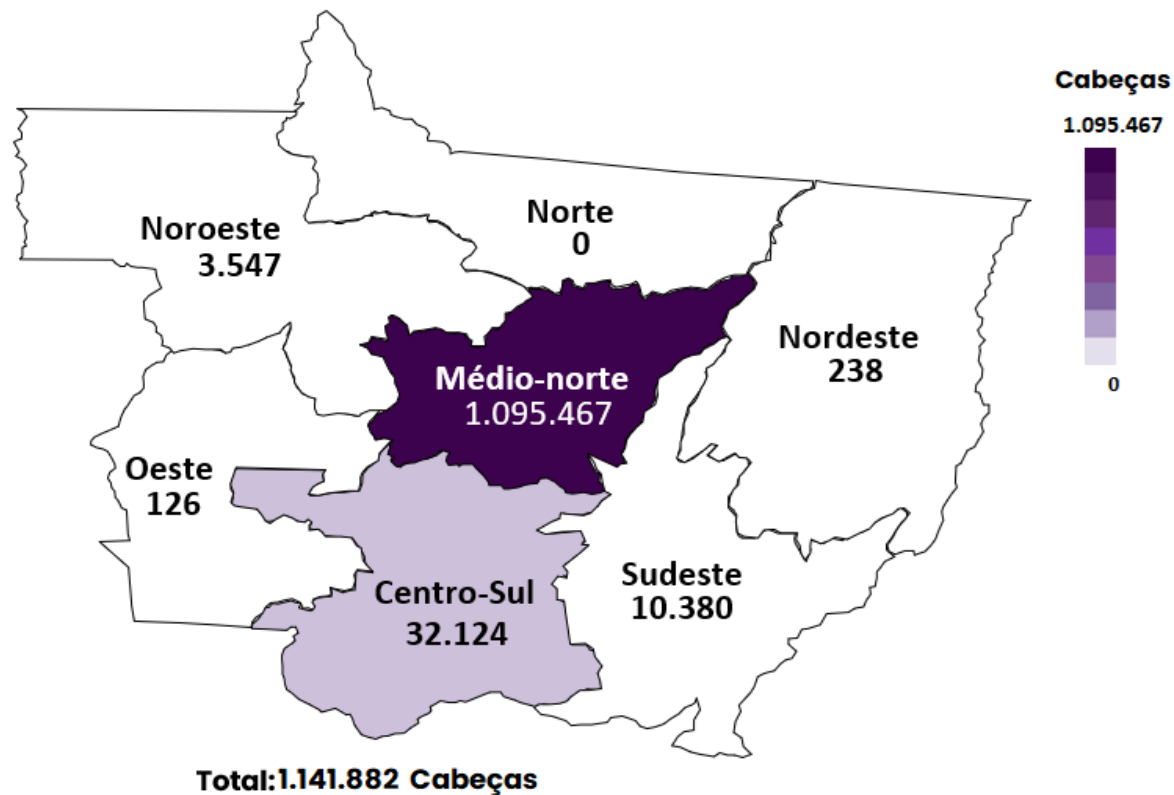 Cabeças
1.095.467
0
Norte
0
Noroeste
3.547
Nordeste
238
Médio-norte
1.095.467
Oeste
126
Sudeste
10.380
Centro-Sul
32.124
Total:1.141.882 Cabeças